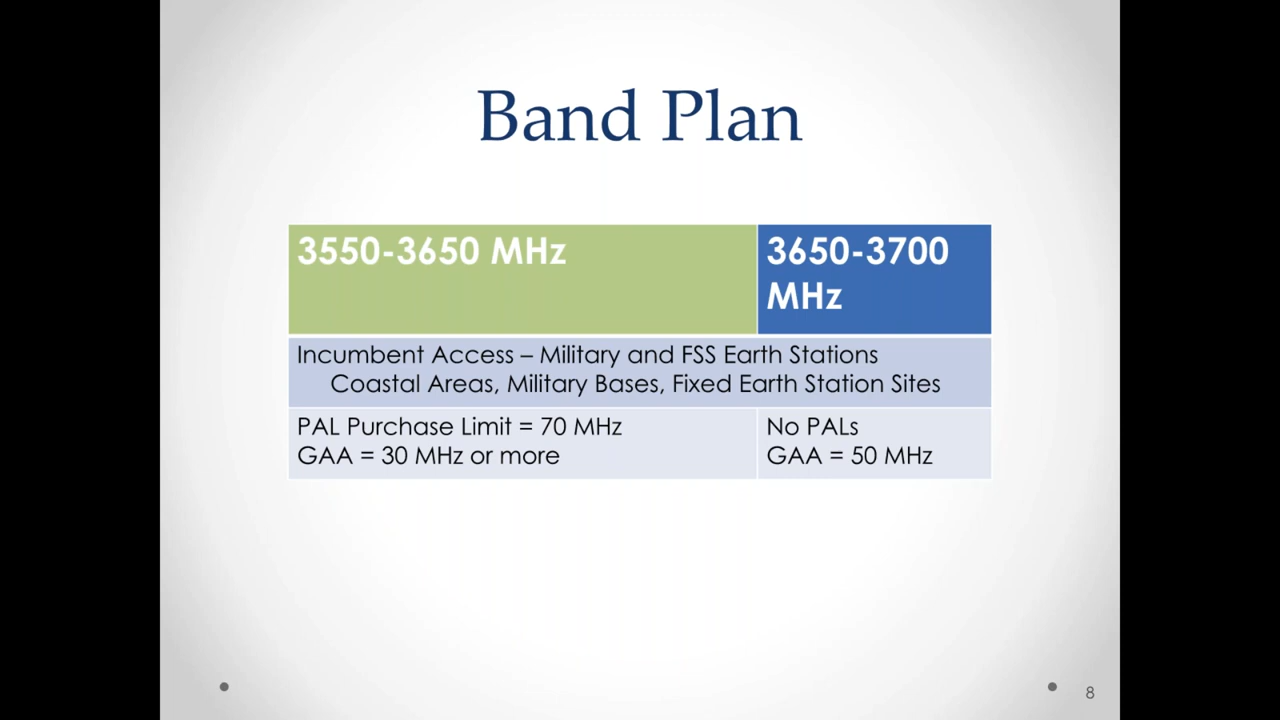 Band Plan
3550-3650 MHz
3650-3700
MHz
Incumbent Access – Military and FSS Earth Stations
Coastal Areas, Military Bases, Fixed Earth Station Sites
PAL Purchase Limit = 70 MHz
GAA = 30 MHz or more
No PALs
GAA = 50 MHz
8